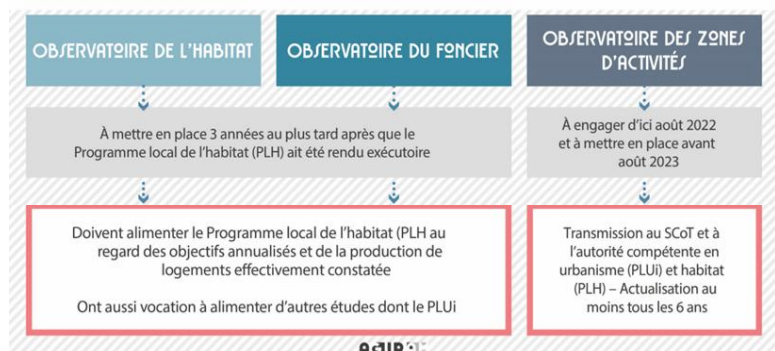 OBSERVATOIRE DE L'HABITAT
OBSERVATOIRE DU FONCIER
OBSERVATOIRE DES ZONES
D'ACTIVITÉS
À mettre en place 3 années au plus tard après que le
Programme local de l'habitat (PLH) ait été rendu exécutoire
À engager d'ici août 2022
et à mettre en place avant
août 2023
Doivent alimenter le Programme local de l'habitat (PLH au
regard des objectifs annualisés et de la production de
logements effectivement constatée
Ont aussi vocation à alimenter d'autres études dont le PLUi
Transmission au SCoT et à
l'autorité compétente en
urbanisme (PLUi) et habitat
(PLH) – Actualisation au
moins tous les 6 ans